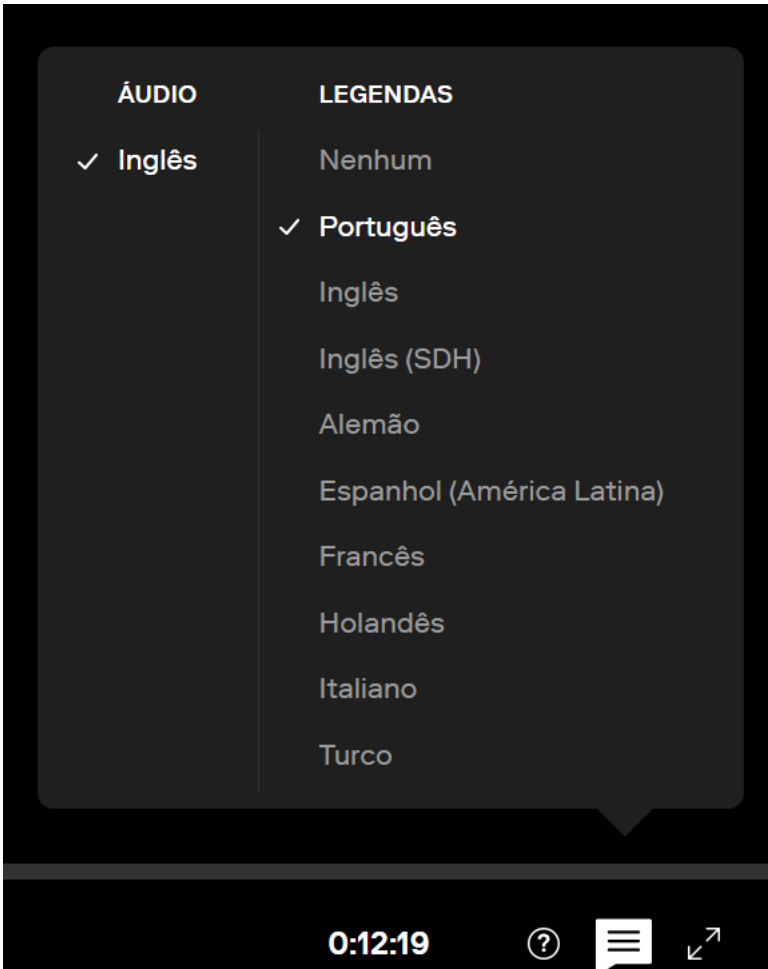 ÁUDIO
Inglês
LEGENDAS
Nenhum
Português
Inglês
Inglês (SDH)
Alemão
Espanhol (América Latina)
Francês
Holandês
Italiano
Turco
0:12:19
?